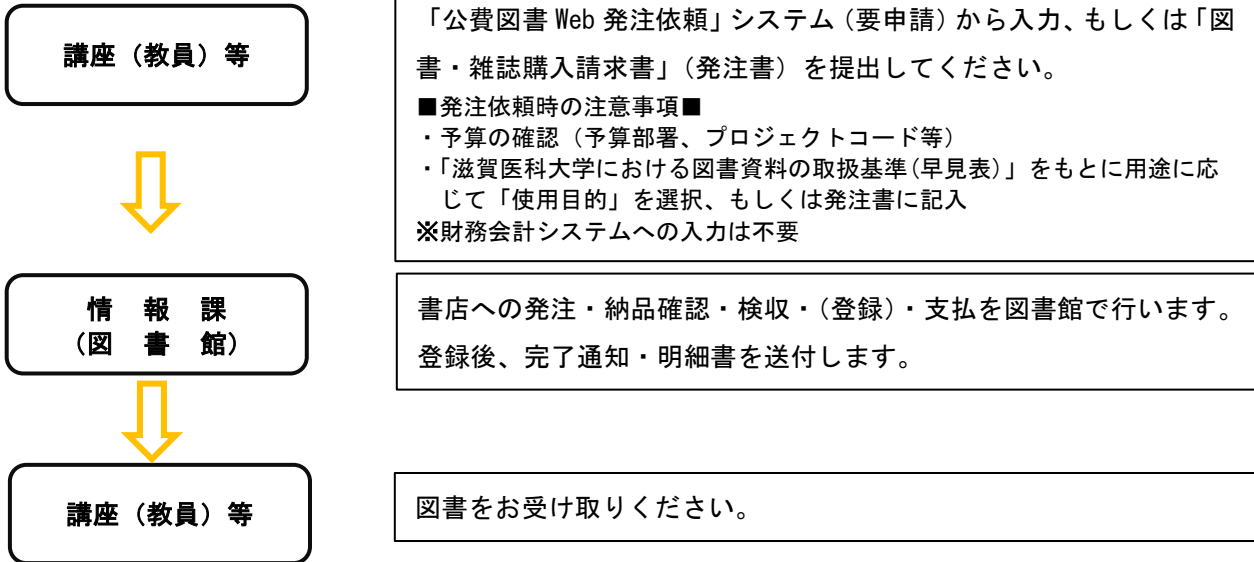 講座（教員）等
「公費図書 Web 発注依頼」システム（要申請）から入力、もしくは「図
書・雑誌購入請求書」（発注書）を提出してください。
■発注依頼時の注意事項■
・予算の確認（予算部署、プロジェクトコード等）
・「滋賀医科大学における図書資料の取扱基準（早見表）」をもとに用途に応
じて「使用目的」を選択、もしくは発注書に記入
※財務会計システムへの入力は不要
情　報　課
（図　書　館）
書店への発注・納品確認・検収・（登録）・支払を図書館で行います。
登録後、完了通知・明細書を送付します。
講座（教員）等
図書をお受け取りください。